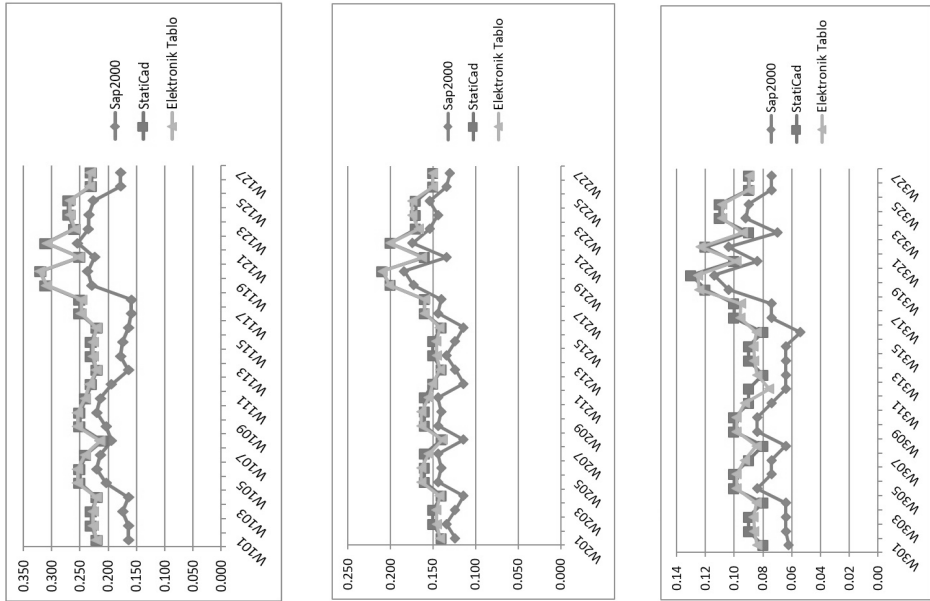 0.350
0.300
0.250
0.200
0.150
0.100
0.050
0.000
W101
W103
W105
W107
W109
W111
W113
W115
W117
W119
W121
W123
W125
W127
Sap2000
StatiCad
Elektronik Tablo
0.250
0.200
0.150
0.100
0.050
0.000
W201
W203
W205
W207
W209
W211
W213
W215
W217
W219
W221
W223
W225
W227
Sap2000
StatiCad
Elektronik Tablo
0.14
0.12
0.10
0.08
0.06
0.04
0.02
0.00
W301
W303
W305
W307
W309
W311
W313
W315
W317
W319
W321
W323
W325
W327
Sap2000
StatiCad
Elektronik Tablo